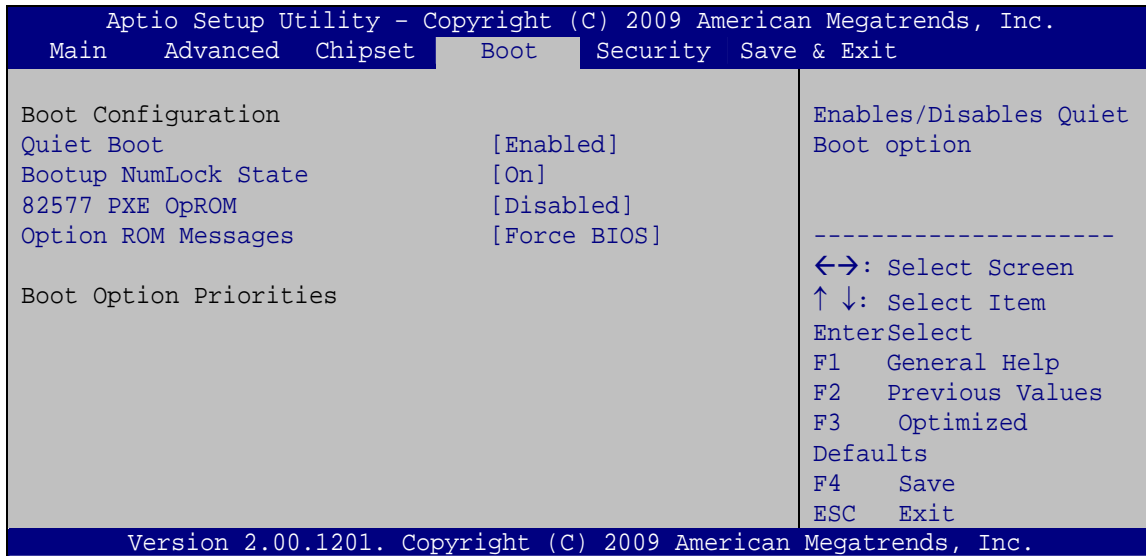 Aptio Setup Utility – Copyright (C) 2009 American Megatrends, Inc.
Main Advanced Chipset Boot Security Save & Exit
Boot Configuration
Quiet Boot [Enabled]
Bootup NumLock State [On]
82577 PXE OpROM [Disabled]
Option ROM Messages [Force BIOS]
Boot Option Priorities
Enables/Disables Quiet
Boot option
---------------------
←→: Select Screen
↑ ↓: Select Item
EnterSelect
F1 General Help
F2 Previous Values
F3 Optimized
Defaults
F4 Save
ESC Exit
Version 2.00.1201. Copyright (C) 2009 American Megatrends, Inc.